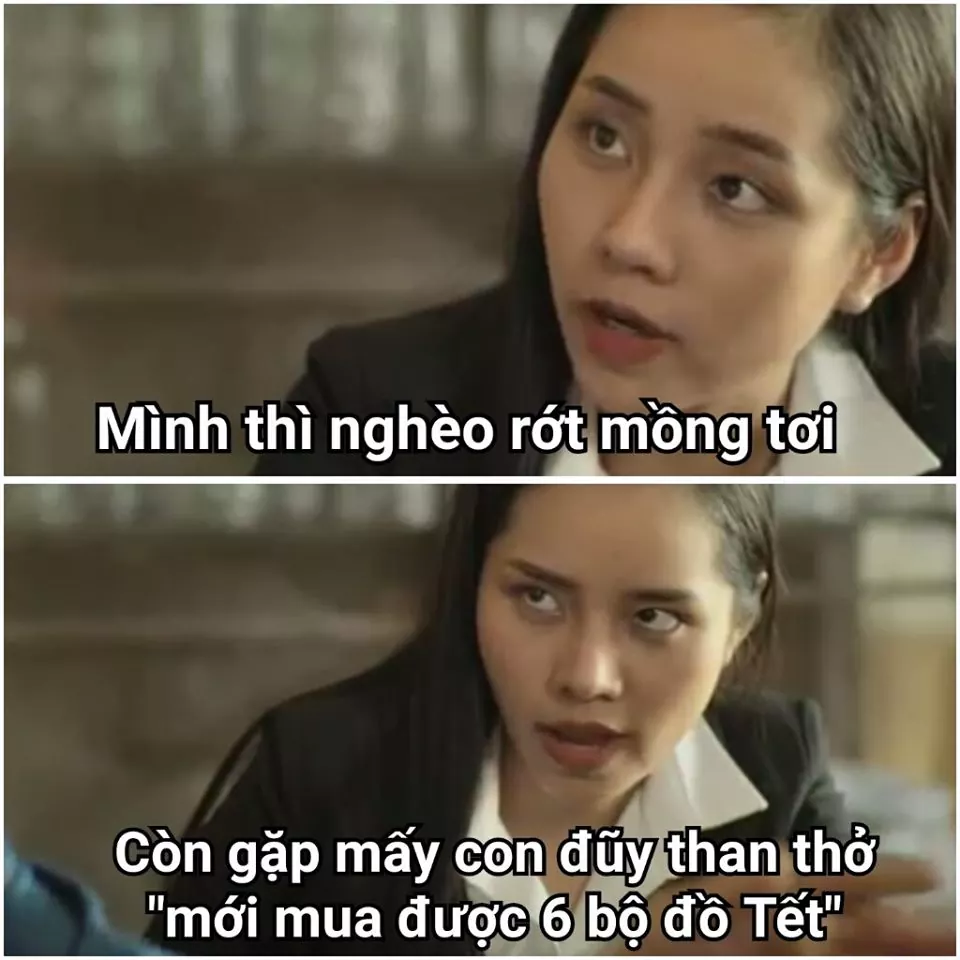 Mình thì nghèo rớt mồng tơi
Còn gặp mấy con đũy than thở
"mới mua được 6 bộ đồ Tết"